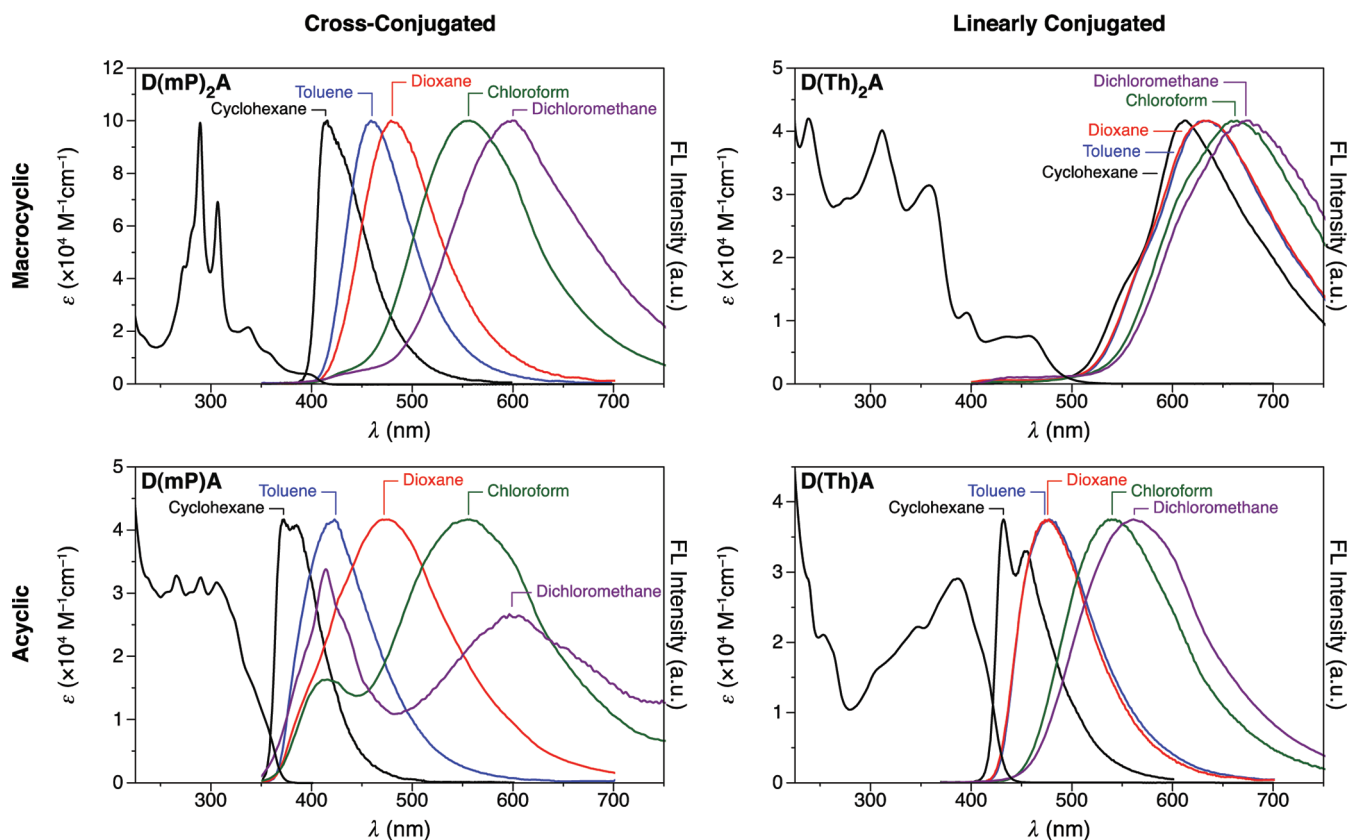 Cross-Conjugated
Linearly Conjugated
Macrocyclic
Acyclic
D(mP)₂A
Cyclohexane
Toluene
Dioxane
Chloroform
Dichloromethane
12
10
8
6
4
2
0
ε (×10⁴ M⁻¹cm⁻¹)
FL Intensity (a.u.)
300 400 500 600 700
λ (nm)
D(Th)₂A
Dichloromethane
Chloroform
Dioxane
Toluene
Cyclohexane
5
4
3
2
1
0
ε (×10⁴ M⁻¹cm⁻¹)
FL Intensity (a.u.)
300 400 500 600 700
λ (nm)
D(mP)A
Cyclohexane
Toluene
Dioxane
Chloroform
Dichloromethane
5
4
3
2
1
0
ε (×10⁴ M⁻¹cm⁻¹)
FL Intensity (a.u.)
300 400 500 600 700
λ (nm)
D(Th)A
Cyclohexane
Toluene
Dioxane
Chloroform
Dichloromethane
4
3
2
1
0
ε (×10⁴ M⁻¹cm⁻¹)
FL Intensity (a.u.)
300 400 500 600 700
λ (nm)